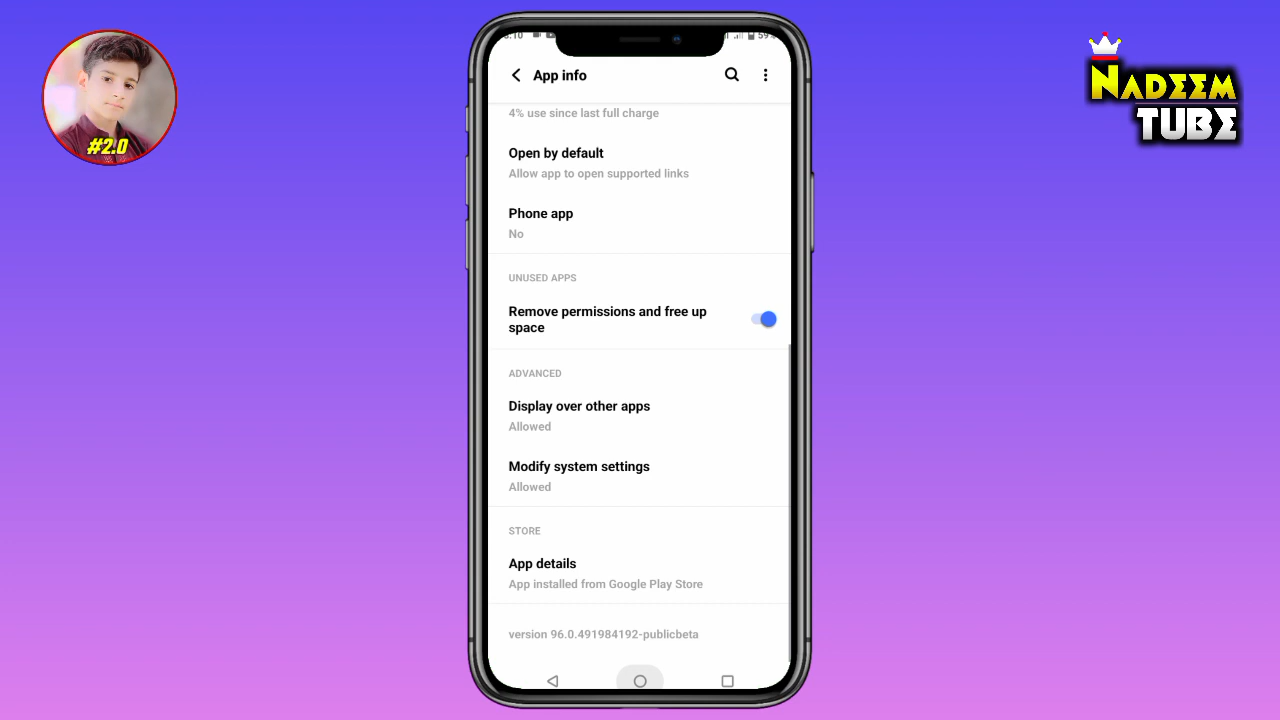 #2.0
NADEEM
TUBE
App info
4% use since last full charge
Open by default
Allow app to open supported links
Phone app
No
UNUSED APPS
Remove permissions and free up
space
ADVANCED
Display over other apps
Allowed
Modify system settings
Allowed
STORE
App details
App installed from Google Play Store
version 96.0.491984192-publicbeta